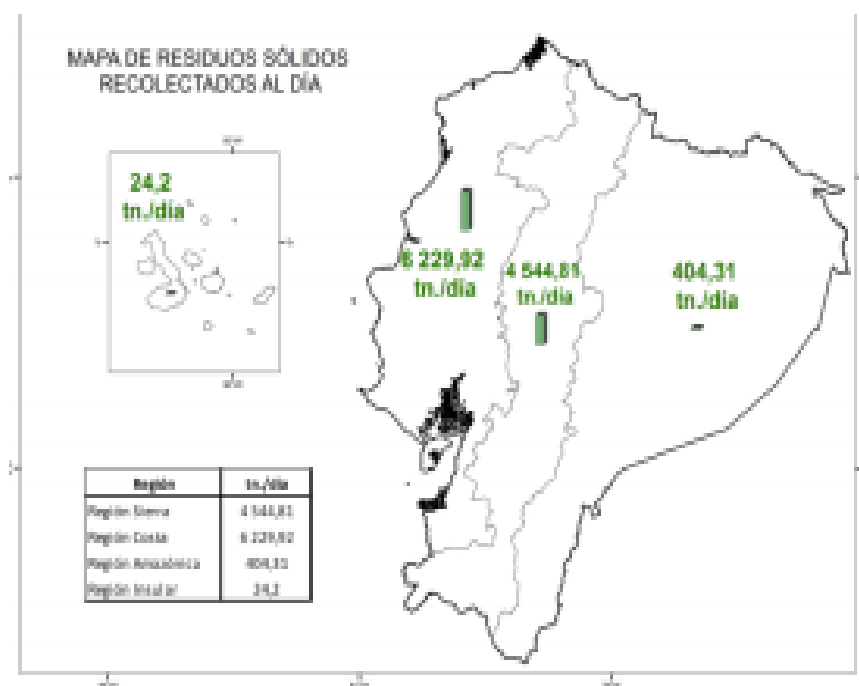 MAPA DE RESIDUOS SÓLIDOS
RECOLECTADOS AL DÍA
24,2
tn./día
6 229,92
tn./día
4 544,81
tn./día
404,31
tn./día
Región tn./día
Región Sierra 4 544,81
Región Costa 6 229,92
Región Amazónica 404,31
Región Insular 24,2